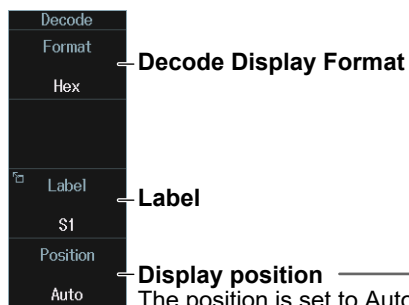 Decode
Format
Decode Display Format
Hex
Label
Label
S1
Position
Display position
Auto
The position is set to Auto